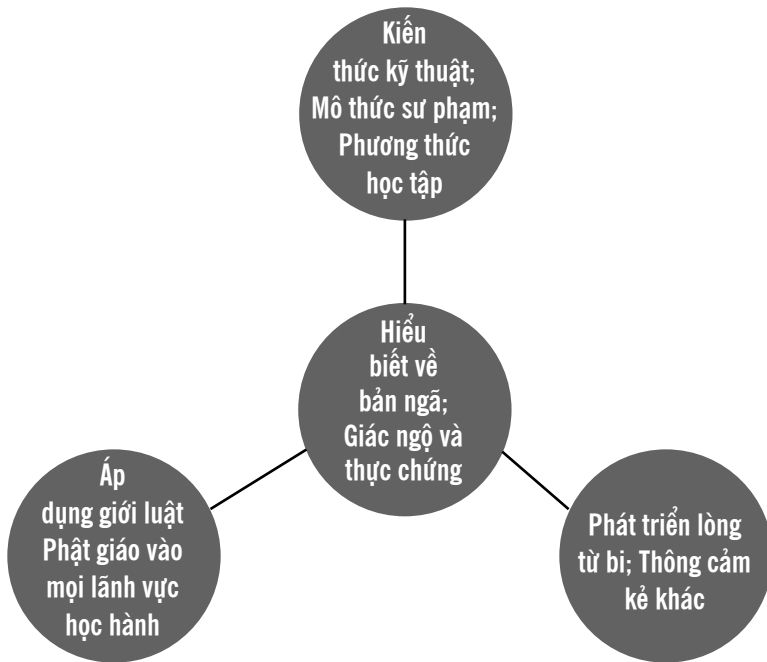 Kiến
thức kỹ thuật;
Mô thức sư phạm;
Phương thức
học tập
Hiểu
biết về
bản ngã;
Giác ngộ và
thực chứng
Áp
dụng giới luật
Phật giáo vào
mọi lãnh vực
học hành
Phát triển lòng
từ bi; Thông cảm
kẻ khác